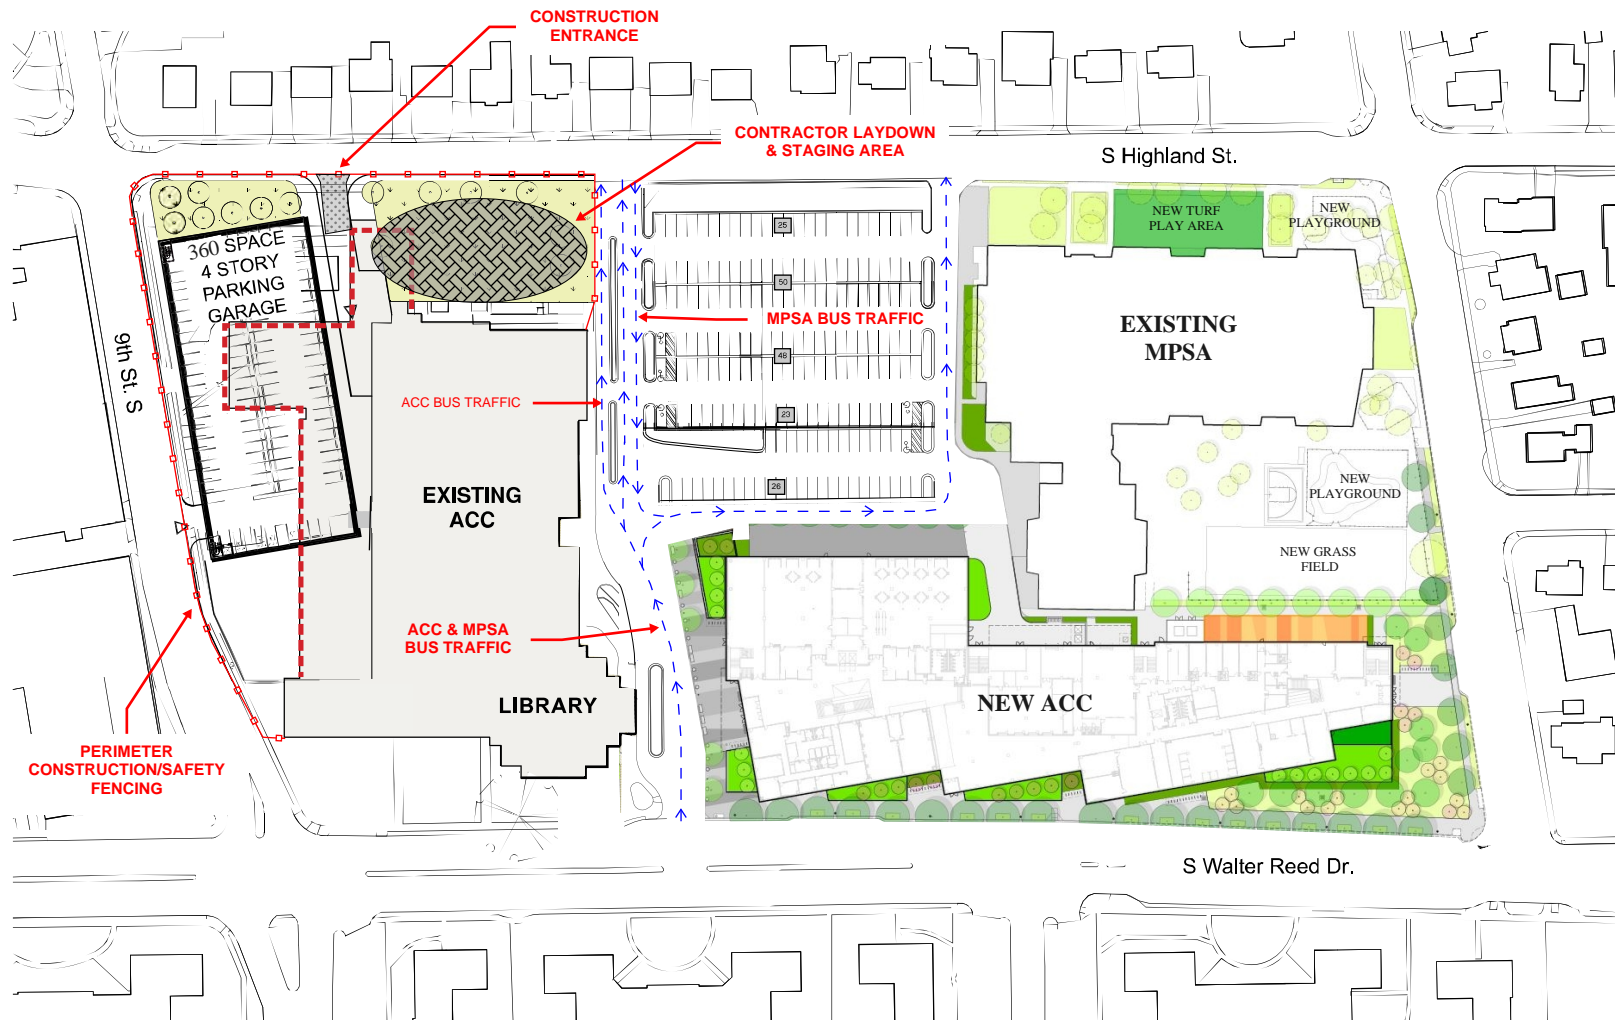 CONSTRUCTION
ENTRANCE
CONTRACTOR LAYDOWN
& STAGING AREA
S Highland St.
NEW TURF
PLAY AREA
NEW
PLAYGROUND
360 SPACE
4 STORY
PARKING
GARAGE
25
50
MPSA BUS TRAFFIC
EXISTING
MPSA
48
9th St. S
ACC BUS TRAFFIC
23
EXISTING
ACC
26
NEW
PLAYGROUND
NEW GRASS
FIELD
ACC & MPSA
BUS TRAFFIC
LIBRARY
NEW ACC
PERIMETER
CONSTRUCTION/SAFETY
FENCING
S Walter Reed Dr.